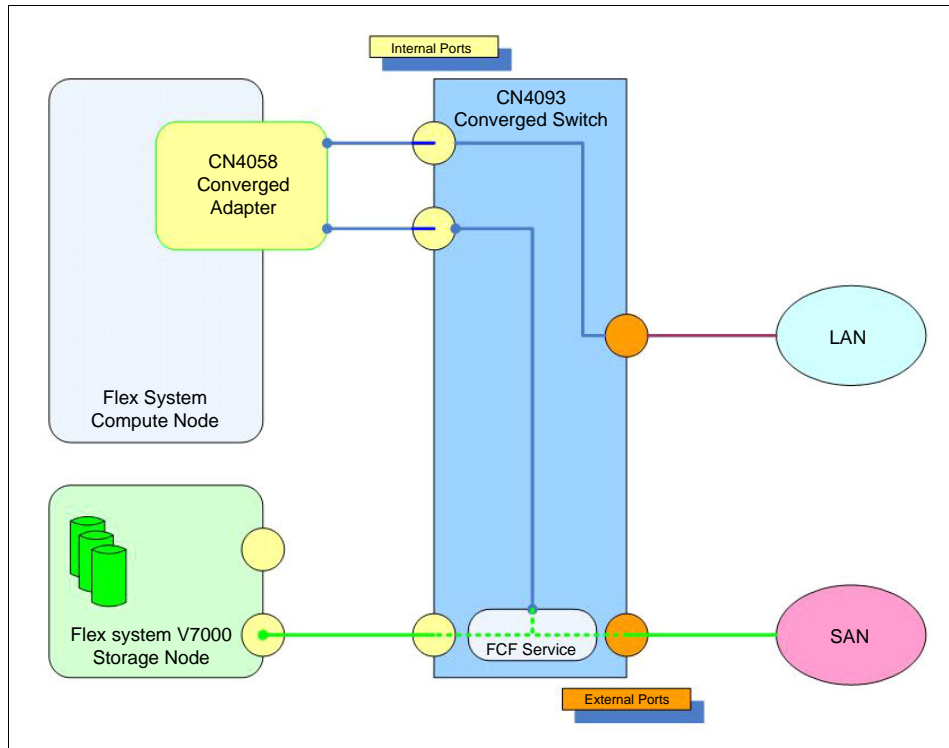 Internal Ports
CN4093
Converged Switch
CN4058
Converged
Adapter
LAN
Flex System
Compute Node
Flex system V7000
Storage Node
FCF Service
SAN
External Ports